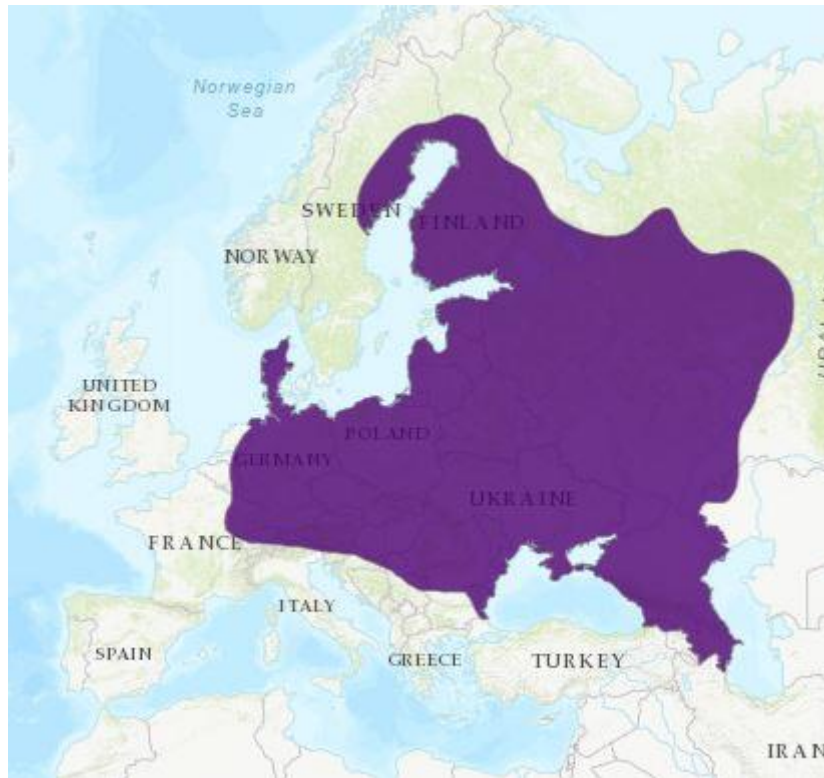 Norwegian
Sea
SWEDEN
FINLAND
NORWAY
UNITED
KINGDOM
POLAND
GERMANY
UKRAINE
FRANCE
ITALY
SPAIN
GREECE
TURKEY
IRAN